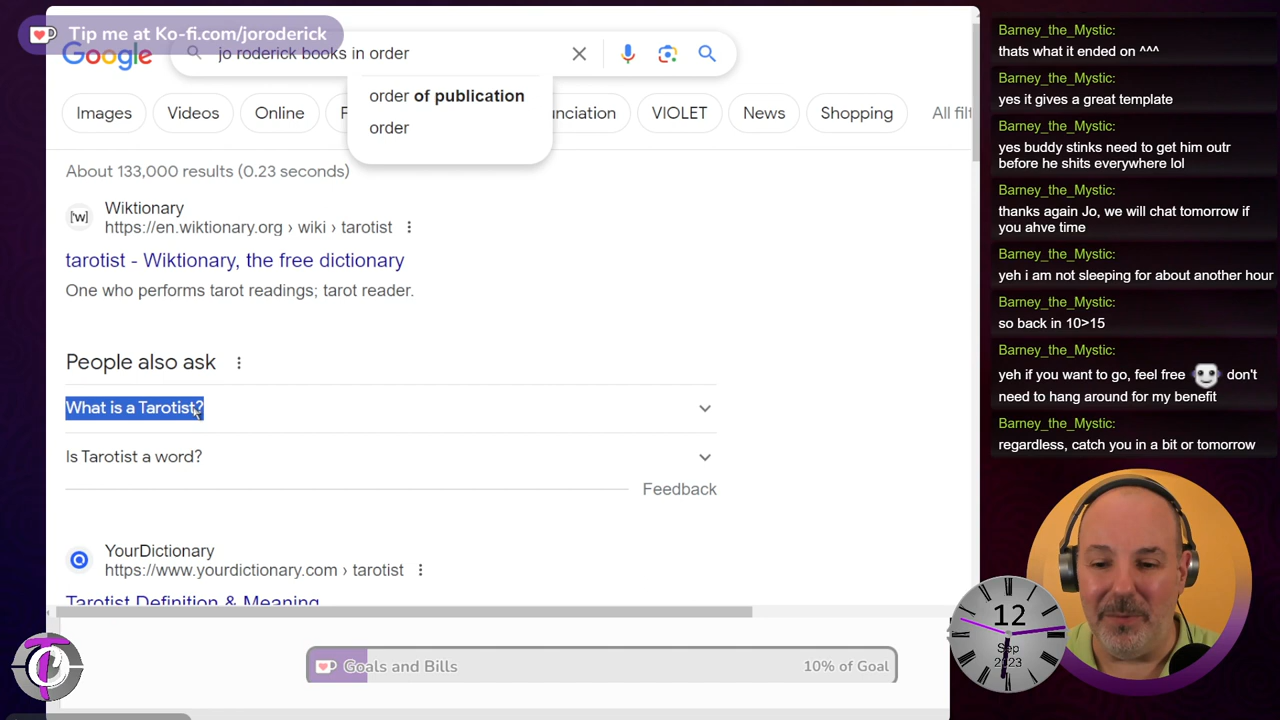 Tip me at Ko-fi.com/joroderick
Google
jo roderick books in order
order of publication
order
Images
Videos
Online
unciation
VIOLET
News
Shopping
All filt
About 133,000 results (0.23 seconds)
[w]
Wiktionary
https://en.wiktionary.org › wiki › tarotist
tarotist - Wiktionary, the free dictionary
One who performs tarot readings; tarot reader.
People also ask
What is a Tarotist?
Is Tarotist a word?
Feedback
YourDictionary
https://www.yourdictionary.com › tarotist
Tarotist Definition & Meaning
Goals and Bills
10% of Goal
Barney_the_Mystic:
thats what it ended on ^^^
Barney_the_Mystic:
yes it gives a great template
Barney_the_Mystic:
yes buddy stinks need to get him outr
before he shits everywhere lol
Barney_the_Mystic:
thanks again Jo, we will chat tomorrow if
you ahve time
Barney_the_Mystic:
yeh i am not sleeping for about another hour
Barney_the_Mystic:
so back in 10>15
Barney_the_Mystic:
yeh if you want to go, feel free don't
need to hang around for my benefit
Barney_the_Mystic:
regardless, catch you in a bit or tomorrow
12
Sep
2023